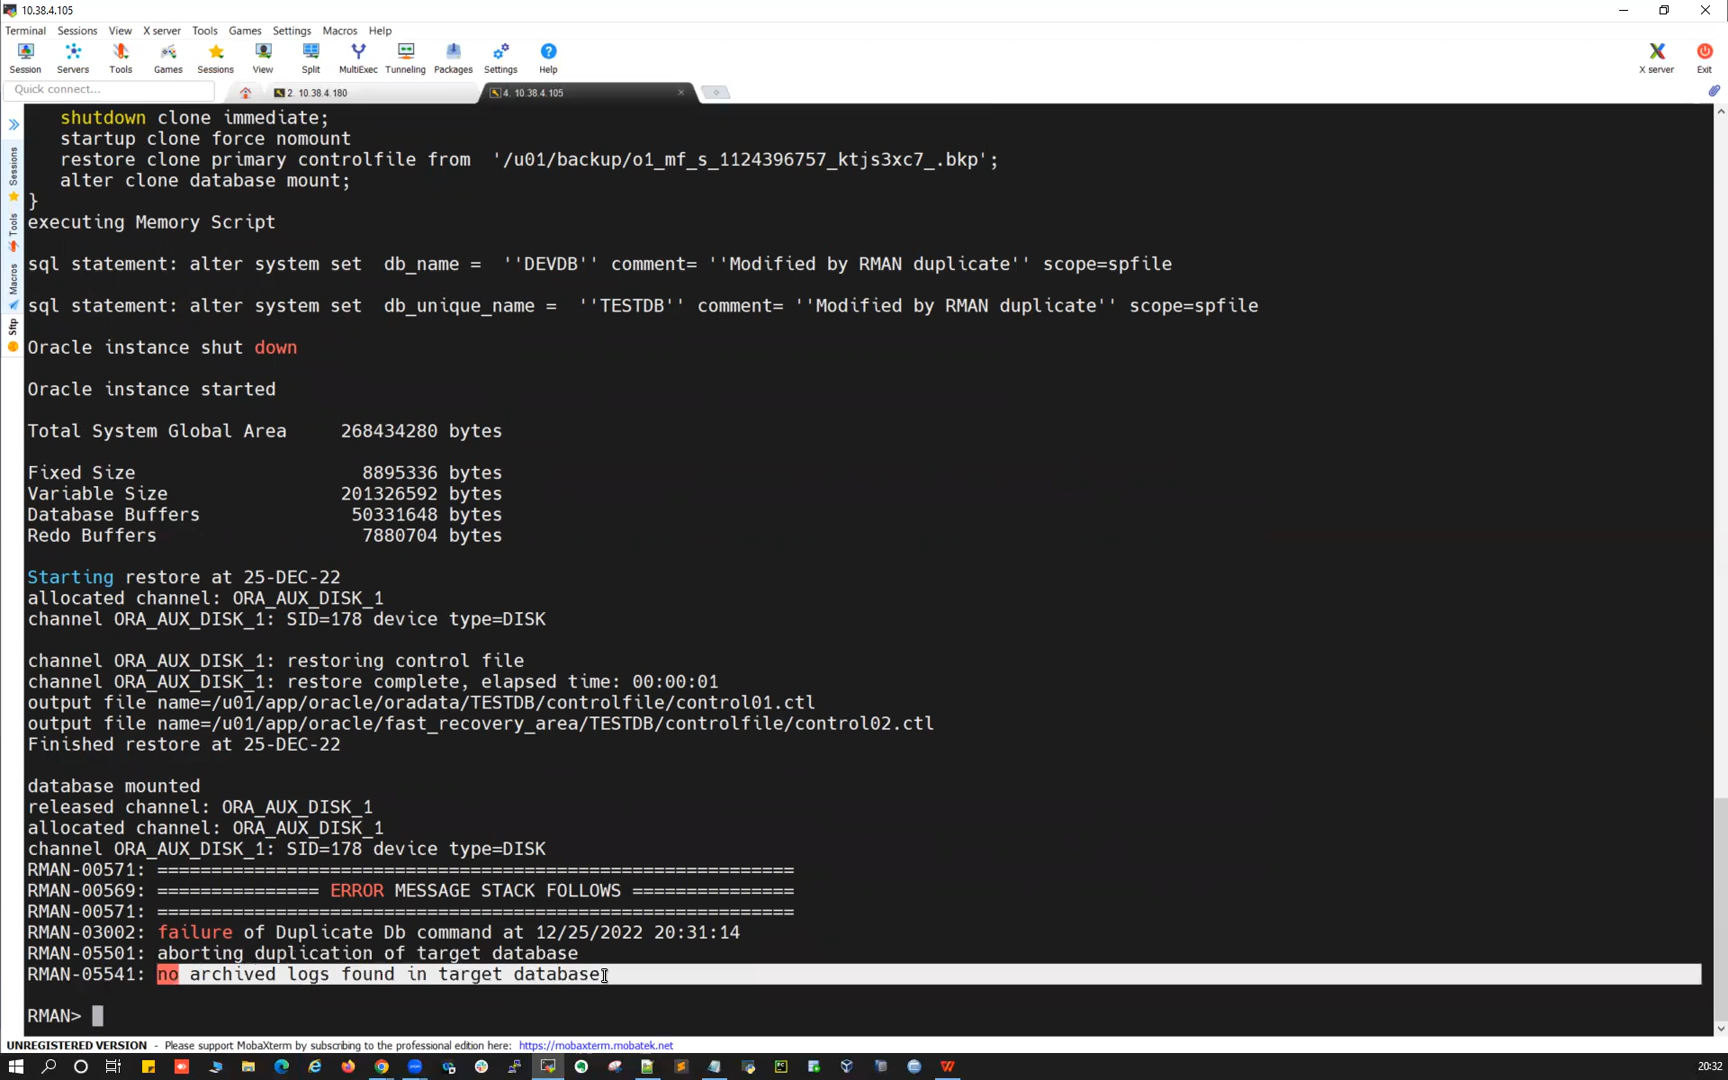 10.38.4.105
Terminal Sessions View X server Tools Games Settings Macros Help
Session Servers Tools Games Sessions View Split MultiExec Tunneling Packages Settings Help X server Exit
Quick connect... 2. 10.38.4.180 4. 10.38.4.105
Sessions
Tools
Macros
Sftp
shutdown clone immediate;
startup clone force nomount
restore clone primary controlfile from  '/u01/backup/o1_mf_s_1124396757_ktjs3xc7_.bkp';
alter clone database mount;
}
executing Memory Script
sql statement: alter system set  db_name =  ''DEVDB'' comment= ''Modified by RMAN duplicate'' scope=spfile
sql statement: alter system set  db_unique_name =  ''TESTDB'' comment= ''Modified by RMAN duplicate'' scope=spfile
Oracle instance shut down
Oracle instance started
Total System Global Area     268434280 bytes
Fixed Size                     8895336 bytes
Variable Size                201326592 bytes
Database Buffers              50331648 bytes
Redo Buffers                   7880704 bytes
Starting restore at 25-DEC-22
allocated channel: ORA_AUX_DISK_1
channel ORA_AUX_DISK_1: SID=178 device type=DISK
channel ORA_AUX_DISK_1: restoring control file
channel ORA_AUX_DISK_1: restore complete, elapsed time: 00:00:01
output file name=/u01/app/oracle/oradata/TESTDB/controlfile/control01.ctl
output file name=/u01/app/oracle/fast_recovery_area/TESTDB/controlfile/control02.ctl
Finished restore at 25-DEC-22
database mounted
released channel: ORA_AUX_DISK_1
allocated channel: ORA_AUX_DISK_1
channel ORA_AUX_DISK_1: SID=178 device type=DISK
RMAN-00571: ===========================================================
RMAN-00569: =============== ERROR MESSAGE STACK FOLLOWS ===============
RMAN-00571: ===========================================================
RMAN-03002: failure of Duplicate Db command at 12/25/2022 20:31:14
RMAN-05501: aborting duplication of target database
RMAN-05541: no archived logs found in target database
RMAN>
UNREGISTERED VERSION - Please support MobaXterm by subscribing to the professional edition here: https://mobaxterm.mobatek.net
20:32